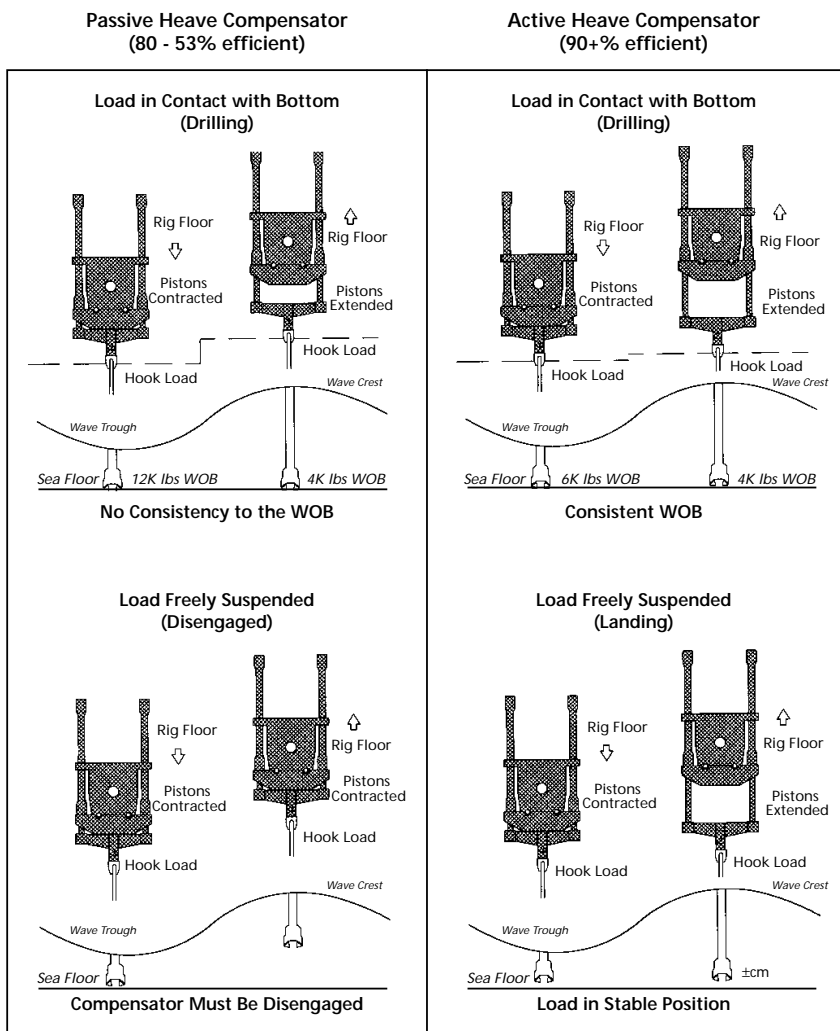 Passive Heave Compensator
(80 - 53% efficient)
Active Heave Compensator
(90+% efficient)
Load in Contact with Bottom
(Drilling)
Rig Floor
Pistons
Contracted
Rig Floor
Pistons
Extended
Hook Load
Hook Load
Wave Crest
Wave Trough
Sea Floor
12K lbs WOB
4K lbs WOB
No Consistency to the WOB
Load in Contact with Bottom
(Drilling)
Rig Floor
Pistons
Contracted
Rig Floor
Pistons
Extended
Hook Load
Hook Load
Wave Crest
Wave Trough
Sea Floor
6K lbs WOB
4K lbs WOB
Consistent WOB
Load Freely Suspended
(Disengaged)
Rig Floor
Pistons
Contracted
Rig Floor
Pistons
Contracted
Hook Load
Hook Load
Wave Crest
Wave Trough
Sea Floor
Compensator Must Be Disengaged
Load Freely Suspended
(Landing)
Rig Floor
Pistons
Contracted
Rig Floor
Pistons
Extended
Hook Load
Hook Load
Wave Crest
Wave Trough
Sea Floor
±cm
Load in Stable Position